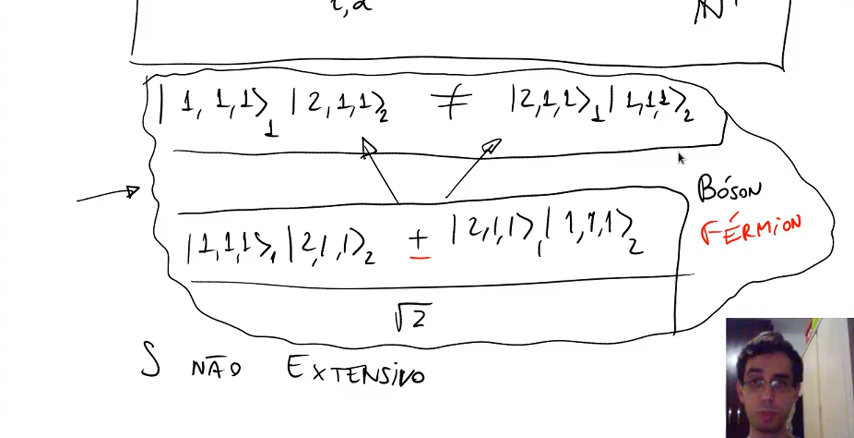 i,α
N!
|1,1,1⟩₁ |2,1,1⟩₂ ≠ |2,1,1⟩₁ |1,1,1⟩₂
BÓSON
|1,1,1⟩₁ |2,1,1⟩₂ ± |2,1,1⟩₁ |1,1,1⟩₂
FÉRMION
√2
S NÃO EXTENSIVO